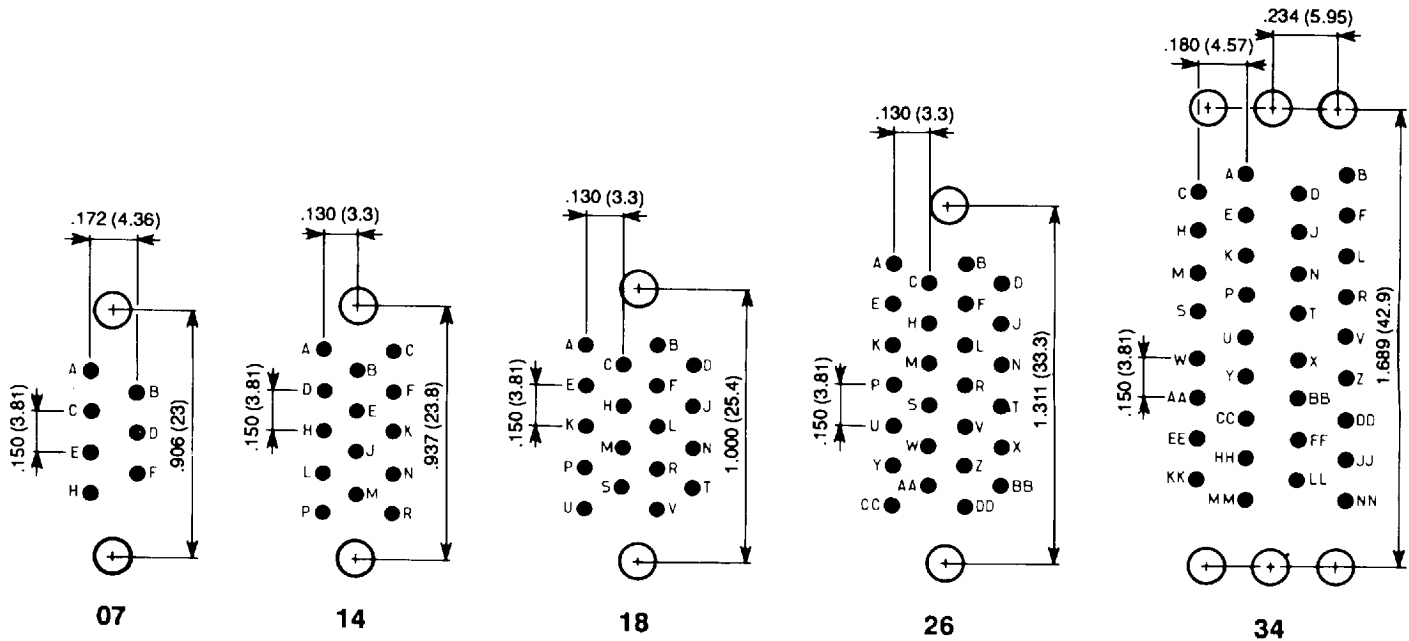 .172 (4.36)
.150 (3.81)
.906 (23)
A
B
C
D
E
F
H
07
.130 (3.3)
.150 (3.81)
.937 (23.8)
A
C
B
D
F
E
H
K
J
L
N
M
P
R
14
.130 (3.3)
.150 (3.81)
1.000 (25.4)
A
B
C
D
E
F
H
J
K
L
M
N
P
R
S
T
U
V
18
.130 (3.3)
.150 (3.81)
1.311 (33.3)
A
B
C
D
E
F
H
J
K
L
M
N
P
R
S
T
U
V
W
X
Y
Z
AA
BB
CC
DD
26
.234 (5.95)
.180 (4.57)
.150 (3.81)
1.689 (42.9)
A
B
C
D
E
F
H
J
K
L
M
N
P
R
S
T
U
V
W
X
Y
Z
AA
BB
CC
DD
EE
FF
HH
JJ
KK
LL
MM
NN
34